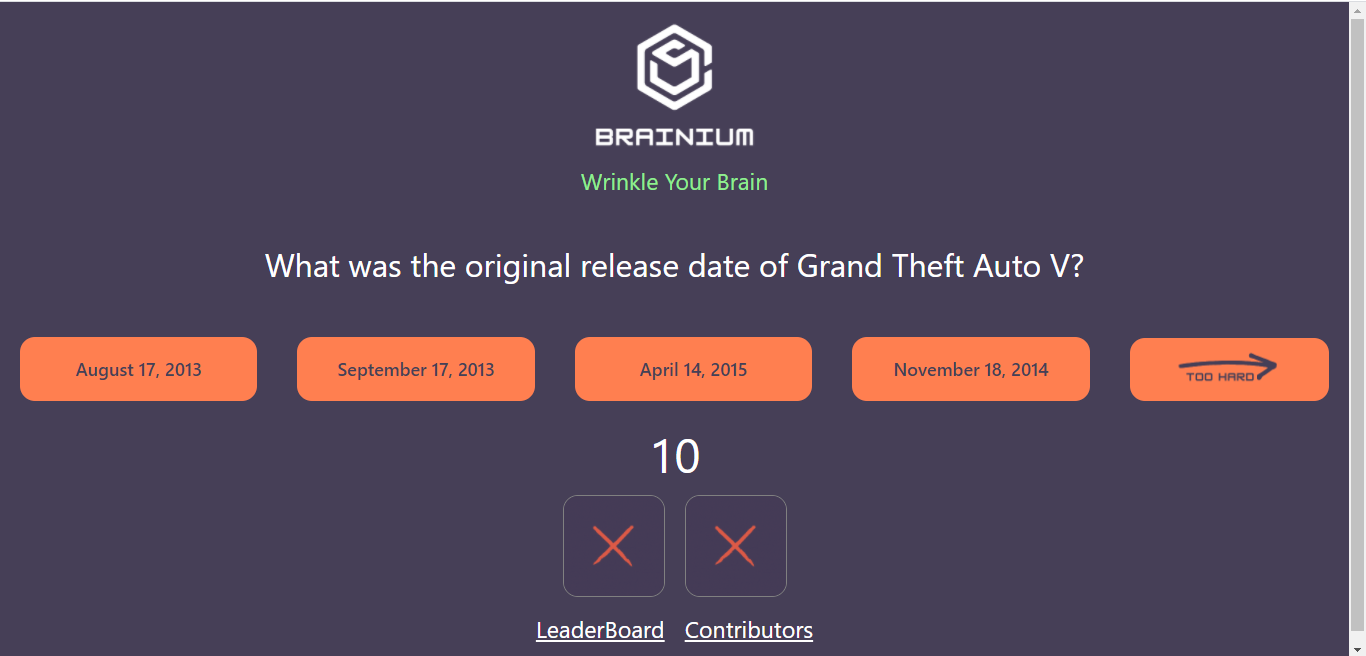 BRAINIUM
Wrinkle Your Brain
What was the original release date of Grand Theft Auto V?
August 17, 2013
September 17, 2013
April 14, 2015
November 18, 2014
TOO HARD
10
LeaderBoard
Contributors